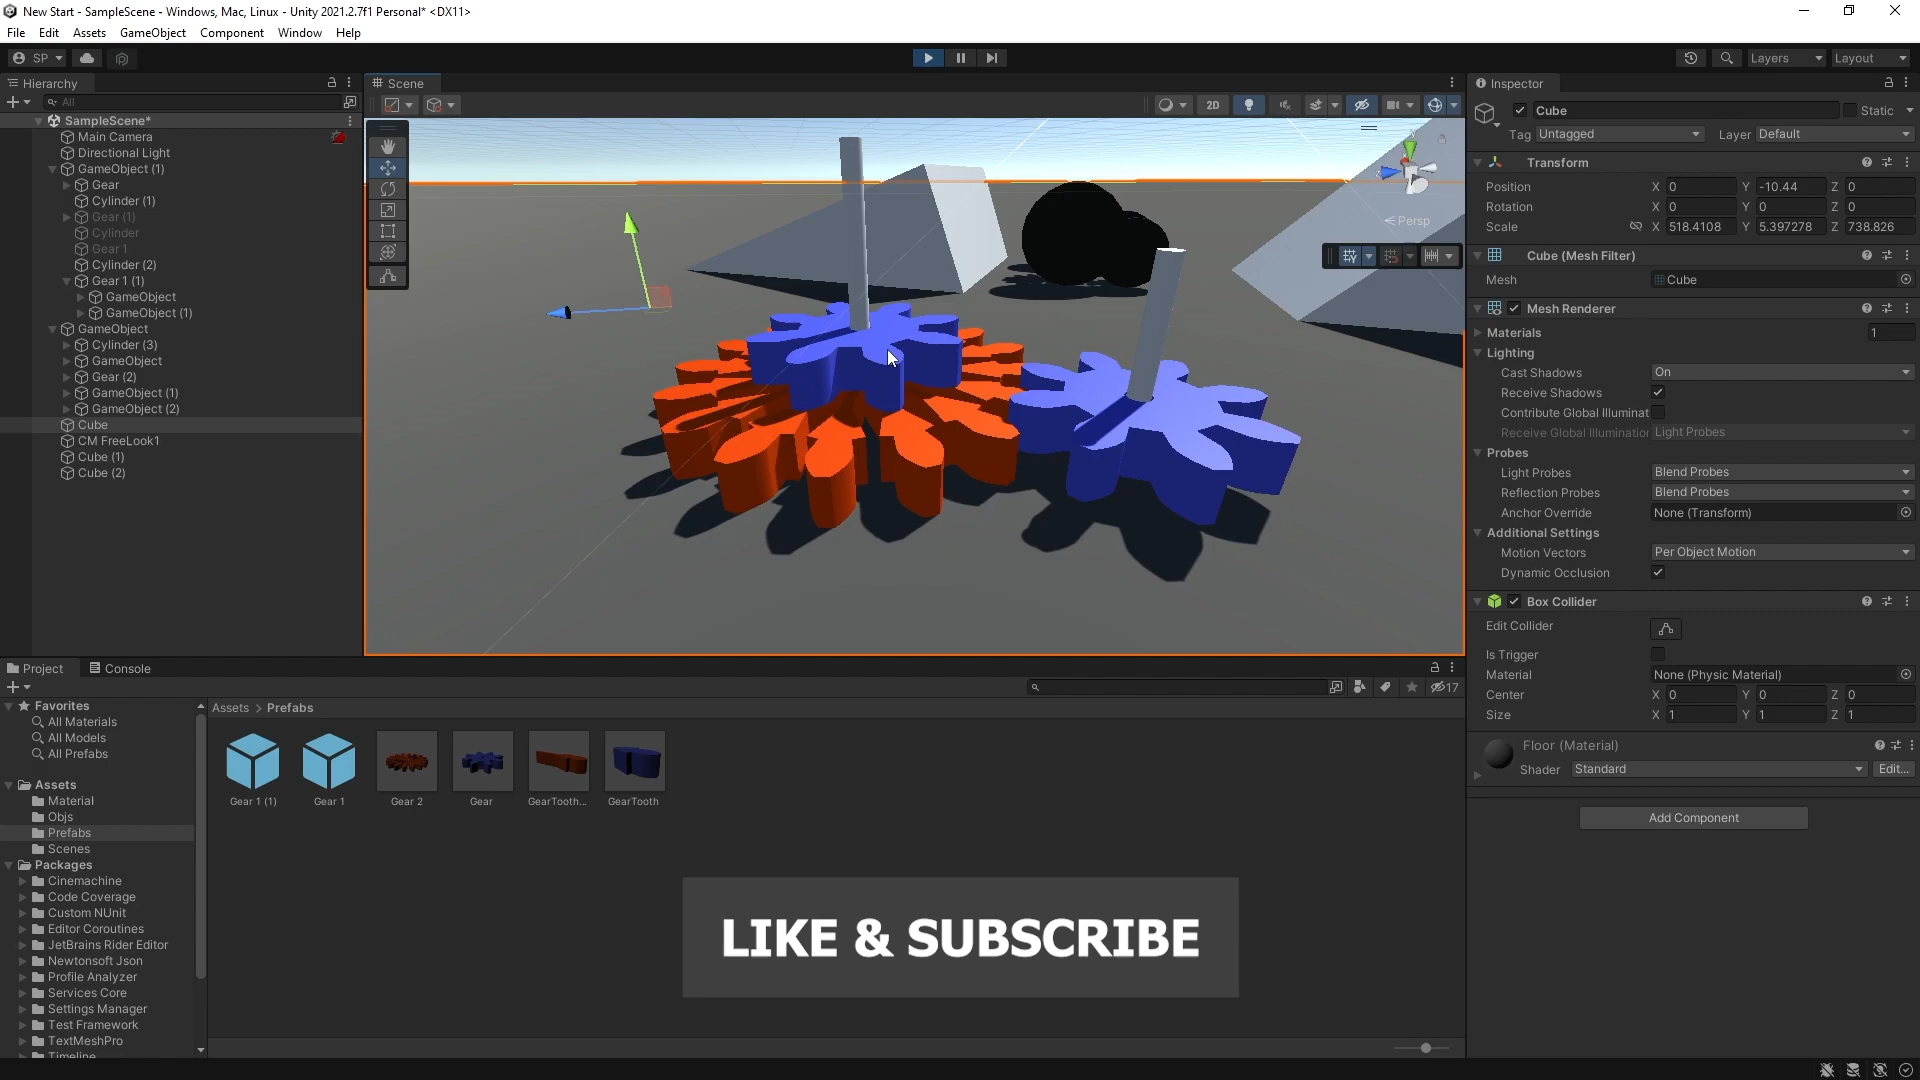 New Start - SampleScene - Windows, Mac, Linux - Unity 2021.2.7f1 Personal* <DX11>
File Edit Assets GameObject Component Window Help
SP
Layers
Layout
Hierarchy
All
SampleScene*
Main Camera
Directional Light
GameObject (1)
Gear
Cylinder (1)
Gear (1)
Cylinder
Gear 1
Cylinder (2)
Gear 1 (1)
GameObject
GameObject (1)
GameObject
Cylinder (3)
GameObject
Gear (2)
GameObject (1)
GameObject (2)
Cube
CM FreeLook1
Cube (1)
Cube (2)
Scene
2D
y
Persp
Inspector
Cube
Static
Tag Untagged
Layer Default
Transform
Position X 0 Y -10.44 Z 0
Rotation X 0 Y 0 Z 0
Scale X 518.4108 Y 5.397278 Z 738.826
Cube (Mesh Filter)
Mesh Cube
Mesh Renderer
Materials 1
Lighting
Cast Shadows On
Receive Shadows
Contribute Global Illuminat
Receive Global Illumination Light Probes
Probes
Light Probes Blend Probes
Reflection Probes Blend Probes
Anchor Override None (Transform)
Additional Settings
Motion Vectors Per Object Motion
Dynamic Occlusion
Box Collider
Edit Collider
Is Trigger
Material None (Physic Material)
Center X 0 Y 0 Z 0
Size X 1 Y 1 Z 1
Floor (Material)
Shader Standard Edit...
Add Component
Project
Console
17
Favorites
All Materials
All Models
All Prefabs
Assets
Material
Objs
Prefabs
Scenes
Packages
Cinemachine
Code Coverage
Custom NUnit
Editor Coroutines
JetBrains Rider Editor
Newtonsoft Json
Profile Analyzer
Services Core
Settings Manager
Test Framework
TextMeshPro
Timeline
Assets > Prefabs
Gear 1 (1)
Gear 1
Gear 2
Gear
GearTooth...
GearTooth
LIKE & SUBSCRIBE